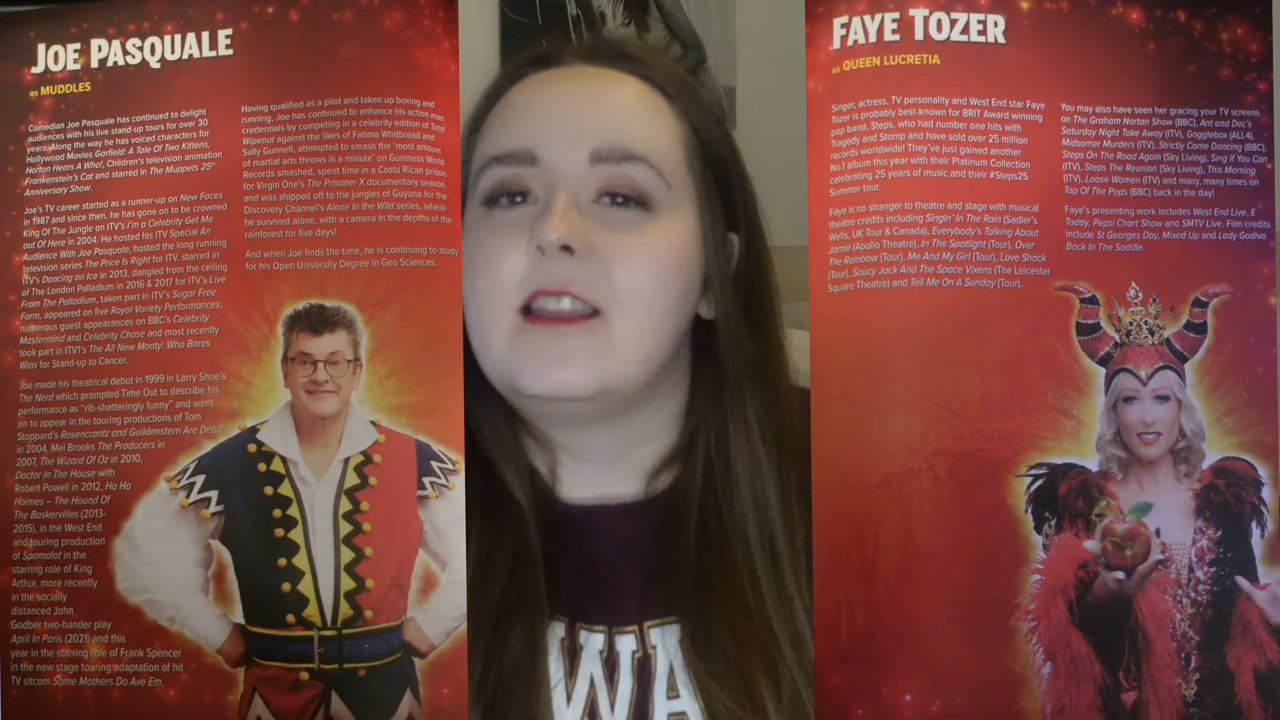 JOE PASQUALE
as MUDDLES
Comedian Joe Pasquale has continued to delight
audiences with his live stand-up tours for over 30
years. Along the way he has voiced characters for
Hollywood Movies Garfield: A Tale Of Two Kittens,
Horton Hears A Who!, Children's television animation
Frankenstein's Cat and starred in The Muppets 25th
Anniversary Show.
Joe's TV career started as a runner-up on New Faces
in 1987 and since then, he has gone on to be crowned
King Of The Jungle on ITV's I'm a Celebrity Get Me
out Of Here in 2004. He hosted his ITV Special An
Audience With Joe Pasquale, hosted the long running
television series The Price Is Right for ITV, starred in
ITV's Dancing on Ice in 2013, dangled from the ceiling
of The London Palladium in 2016 & 2017 for ITV's Live
From The Palladium, taken part in ITV's Sugar Free
Farm, appeared on five Royal Variety Performances,
numerous guest appearances on BBC's Celebrity
Mastermind and Celebrity Chase and most recently
took part in ITV1's The All New Monty: Who Bares
Wins for Stand-up to Cancer.
Joe made his theatrical debut in 1999 in Larry Shue's
The Nerd which prompted Time Out to describe his
performance as "rib-shatteringly funny" and went
on to appear in the touring productions of Tom
Stoppard's Rosencrantz and Guildenstern Are Dead
in 2004, Mel Brooks The Producers in
2007, The Wizard Of Oz in 2010,
Doctor In The House with
Robert Powell in 2012, Ha Ha
Holmes – The Hound Of
The Baskervilles (2013-
2015), in the West End
and touring production
of Spamalot in the
starring role of King
Arthur, more recently
in the socially
distanced John
Godber two-hander play
April In Paris (2021) and this
year in the starring role of Frank Spencer
in the new stage touring adaptation of hit
TV sitcom Some Mothers Do Ave Em.
Having qualified as a pilot and taken up boxing and
running, Joe has continued to enhance his action man
credentials by competing in a celebrity edition of Total
Wipeout against the likes of Fatima Whitbread and
Sally Gunnell, attempted to smash the 'most amount
of martial arts throws in a minute' on Guinness World
Records smashed, spent time in a Costa Rican prison
for Virgin One's The Prisoner X documentary season
and was shipped off to the jungles of Guyana for the
Discovery Channel's Alone In the Wild series, where
he survived alone, with a camera in the depths of the
rainforest for five days!
And when Joe finds the time, he is continuing to study
for his Open University Degree in Geo Sciences.
WA
FAYE TOZER
as QUEEN LUCRETIA
Singer, actress, TV personality and West End star Faye
Tozer is probably best-known for BRIT Award winning
pop band, Steps, who had number one hits with
Tragedy and Stomp and have sold over 25 million
records worldwide! They've just gained another
No.1 album this year with their Platinum Collection
celebrating 25 years of music and their #Steps25
Summer tour.
Faye is no stranger to theatre and stage with musical
theatre credits including Singin' In The Rain (Sadler's
Wells, UK Tour & Canada), Everybody's Talking About
Jamie (Apollo Theatre), In The Spotlight (Tour), Over
The Rainbow (Tour), Me And My Girl (Tour), Love Shack
(Tour), Saucy Jack And The Space Vixens (The Leicester
Square Theatre) and Tell Me On A Sunday (Tour).
You may also have seen her gracing your TV screens
on The Graham Norton Show (BBC), Ant and Dec's
Saturday Night Take Away (ITV), Gogglebox (ALL4),
Midsomer Murders (ITV), Strictly Come Dancing (BBC),
Steps On The Road Again (Sky Living), Sing If You Can
(ITV), Steps The Reunion (Sky Living), This Morning
(ITV), Loose Women (ITV) and many, many times on
Top Of The Pops (BBC) back in the day!
Faye's presenting work includes West End Live, E
Today, Pepsi Chart Show and SMTV Live. Film credits
include St Georges Day, Mixed Up and Lady Godiva
Back In The Saddle.